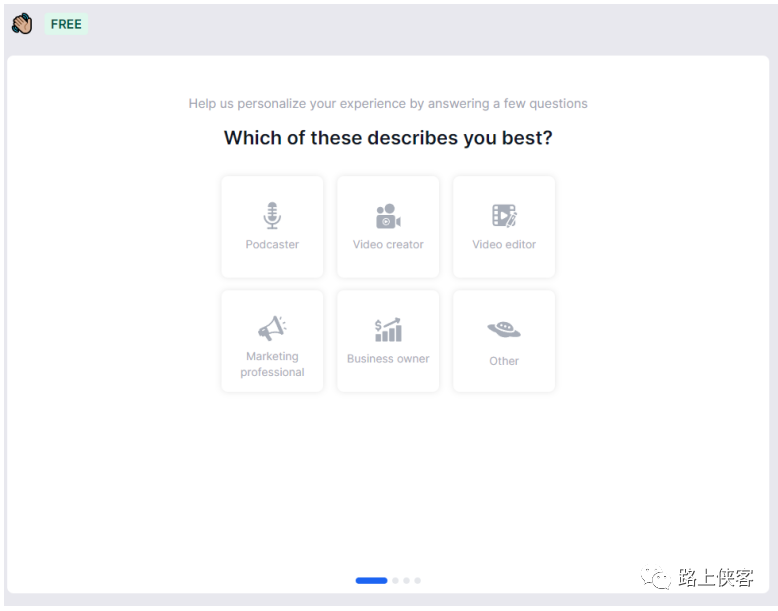 FREE
Help us personalize your experience by answering a few questions
Which of these describes you best?
Podcaster
Video creator
Video editor
Marketing
professional
Business owner
Other
路上侠客